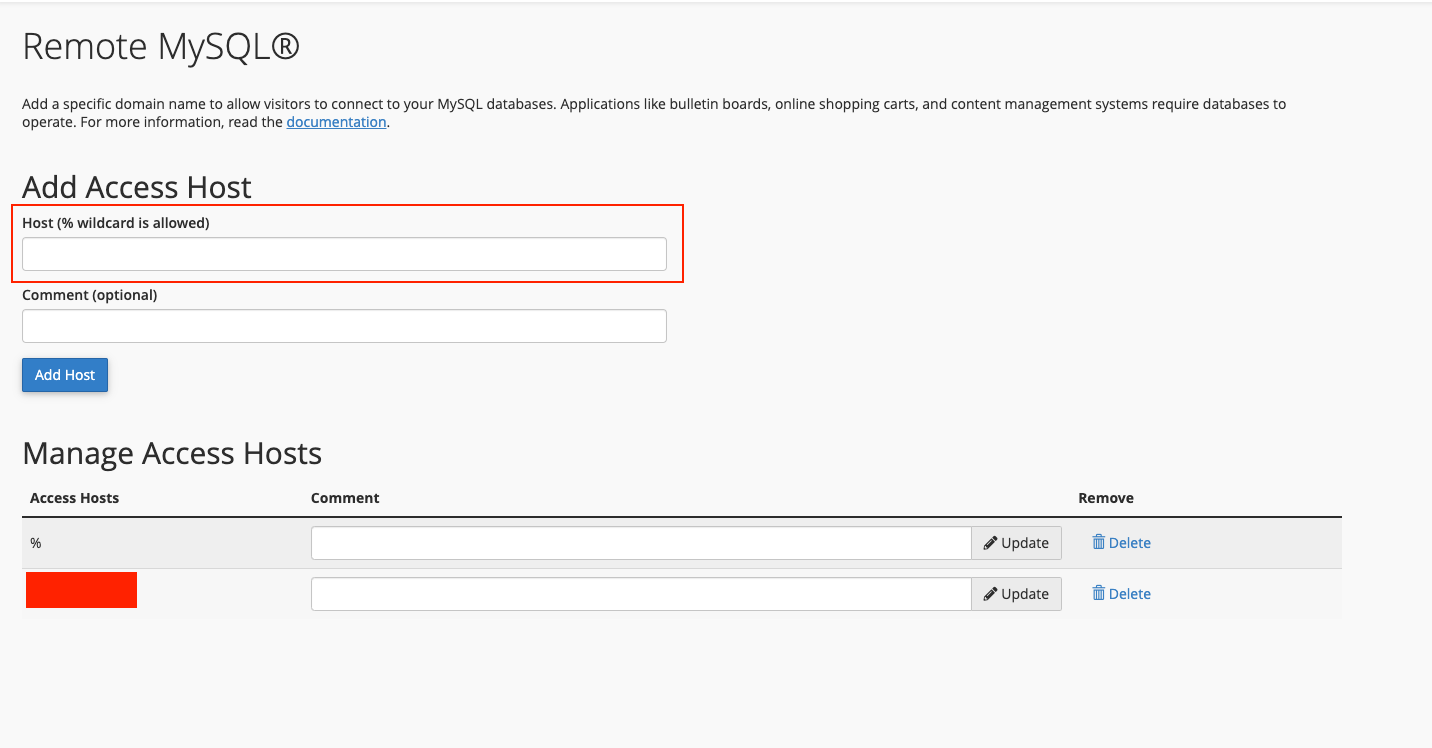 Remote MySQL®
Add a specific domain name to allow visitors to connect to your MySQL databases. Applications like bulletin boards, online shopping carts, and content management systems require databases to
operate. For more information, read the documentation.
Add Access Host
Host (% wildcard is allowed)
Comment (optional)
Add Host
Manage Access Hosts
Access Hosts Comment Remove
% Update Delete
Update Delete